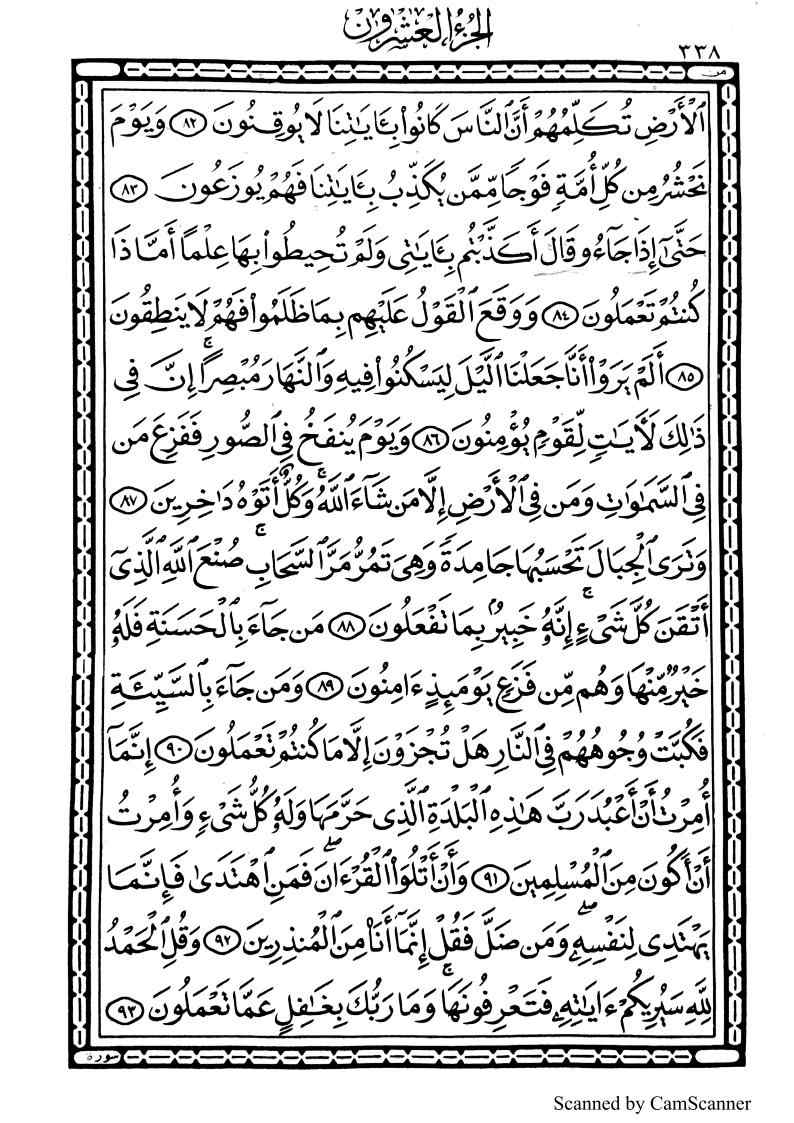 الجزء العشرون
٣٣٨
من
ٱلْأَرْضِ تُكَلِّمُهُمْ أَنَّ ٱلنَّاسَ كَانُوا۟ بِـَٔايَـٰتِنَا لَا يُوقِنُونَ ٨٢ وَيَوْمَ
نَحْشُرُ مِن كُلِّ أُمَّةٍ فَوْجًا مِّمَّن يُكَذِّبُ بِـَٔايَـٰتِنَا فَهُمْ يُوزَعُونَ ٨٣
حَتَّىٰٓ إِذَا جَآءُو قَالَ أَكَذَّبْتُم بِـَٔايَـٰتِى وَلَمْ تُحِيطُوا۟ بِهَا عِلْمًا أَمَّاذَا
كُنتُمْ تَعْمَلُونَ ٨٤ وَوَقَعَ ٱلْقَوْلُ عَلَيْهِم بِمَا ظَلَمُوا۟ فَهُمْ لَا يَنطِقُونَ
٨٥ أَلَمْ يَرَوْا۟ أَنَّا جَعَلْنَا ٱلَّيْلَ لِيَسْكُنُوا۟ فِيهِ وَٱلنَّهَارَ مُبْصِرًا ۚ إِنَّ فِى
ذَٰلِكَ لَـَٔايَـٰتٍ لِّقَوْمٍ يُؤْمِنُونَ ٨٦ وَيَوْمَ يُنفَخُ فِى ٱلصُّورِ فَفَزِعَ مَن
فِى ٱلسَّمَـٰوَٰتِ وَمَن فِى ٱلْأَرْضِ إِلَّا مَن شَآءَ ٱللَّهُ ۚ وَكُلٌّ أَتَوْهُ دَٰخِرِينَ ٨٧
وَتَرَى ٱلْجِبَالَ تَحْسَبُهَا جَامِدَةً وَهِىَ تَمُرُّ مَرَّ ٱلسَّحَابِ ۚ صُنْعَ ٱللَّهِ ٱلَّذِىٓ
أَتْقَنَ كُلَّ شَىْءٍ ۚ إِنَّهُۥ خَبِيرٌۢ بِمَا تَفْعَلُونَ ٨٨ مَن جَآءَ بِٱلْحَسَنَةِ فَلَهُۥ
خَيْرٌ مِّنْهَا وَهُم مِّن فَزَعٍ يَوْمَئِذٍ ءَامِنُونَ ٨٩ وَمَن جَآءَ بِٱلسَّيِّئَةِ
فَكُبَّتْ وُجُوهُهُمْ فِى ٱلنَّارِ هَلْ تُجْزَوْنَ إِلَّا مَا كُنتُمْ تَعْمَلُونَ ٩٠ إِنَّمَآ
أُمِرْتُ أَنْ أَعْبُدَ رَبَّ هَـٰذِهِ ٱلْبَلْدَةِ ٱلَّذِى حَرَّمَهَا وَلَهُۥ كُلُّ شَىْءٍ وَأُمِرْتُ
أَنْ أَكُونَ مِنَ ٱلْمُسْلِمِينَ ٩١ وَأَنْ أَتْلُوَا۟ ٱلْقُرْءَانَ ۖ فَمَنِ ٱهْتَدَىٰ فَإِنَّمَا
يَهْتَدِى لِنَفْسِهِۦ ۖ وَمَن ضَلَّ فَقُلْ إِنَّمَآ أَنَا۠ مِنَ ٱلْمُنذِرِينَ ٩٢ وَقُلِ ٱلْحَمْدُ
لِلَّهِ سَيُرِيكُمْ ءَايَـٰتِهِۦ فَتَعْرِفُونَهَا ۚ وَمَا رَبُّكَ بِغَـٰفِلٍ عَمَّا تَعْمَلُونَ ٩٣
سورة
Scanned by CamScanner